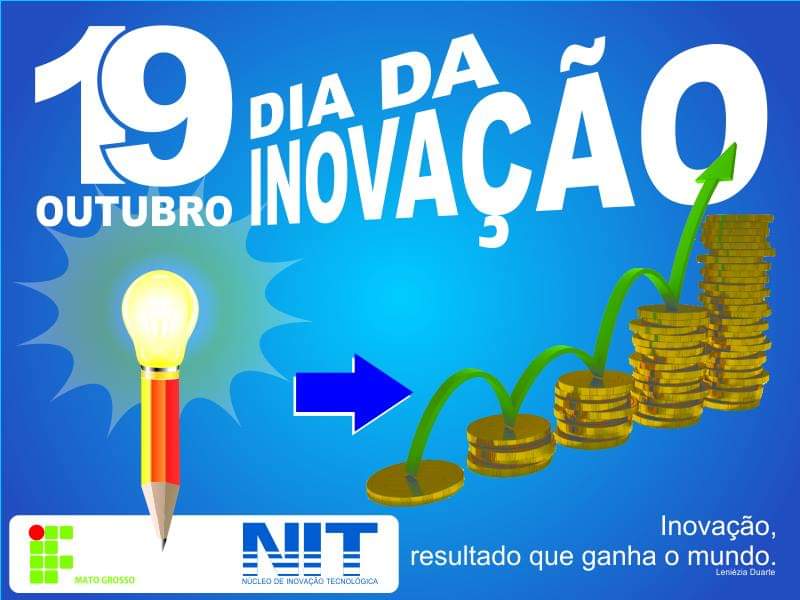 19
OUTUBRO
DIA DA
INOVAÇÃO
MATO GROSSO
NIT
NÚCLEO DE INOVAÇÃO TECNOLÓGICA
Inovação,
resultado que ganha o mundo.
Leniézia Duarte